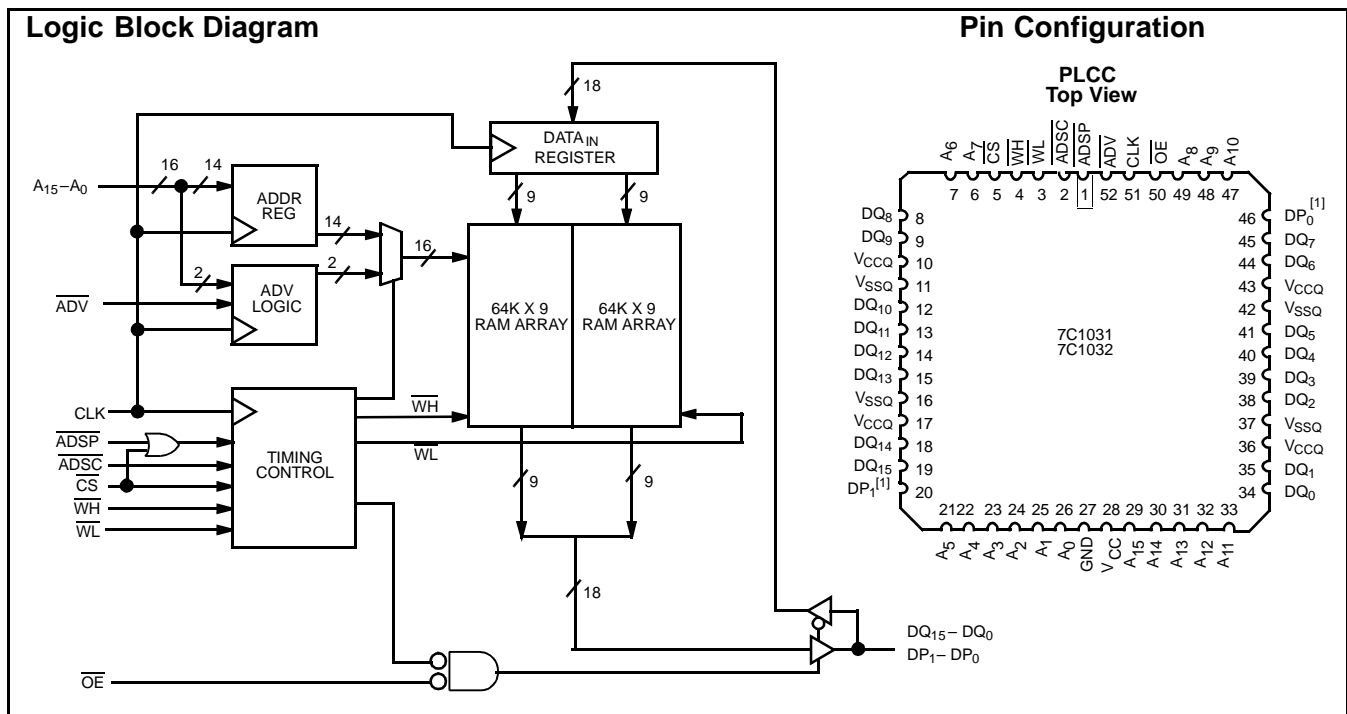 Logic Block Diagram
Pin Configuration
18
PLCC
Top View
DATA IN
REGISTER
16
14
A15–A0
ADDR
REG
9
9
14
16
2
2
ADV
ADV
LOGIC
64K X 9
RAM ARRAY
64K X 9
RAM ARRAY
CLK
WH
ADSP
WL
ADSC
TIMING
CONTROL
CS
WH
WL
9
9
18
DQ15–DQ0
DP1–DP0
OE
A6
A7
CS
WH
WL
ADSC
ADSP
ADV
CLK
OE
A8
A9
A10
7 6 5 4 3 2 1 52 51 50 49 48 47
DQ8 8
DQ9 9
VCCQ 10
VSSQ 11
DQ10 12
DQ11 13
DQ12 14
DQ13 15
VSSQ 16
VCCQ 17
DQ14 18
DQ15 19
DP1[1] 20
7C1031
7C1032
46 DP0[1]
45 DQ7
44 DQ6
43 VCCQ
42 VSSQ
41 DQ5
40 DQ4
39 DQ3
38 DQ2
37 VSSQ
36 VCCQ
35 DQ1
34 DQ0
21 22 23 24 25 26 27 28 29 30 31 32 33
A5
A4
A3
A2
A1
A0
GND
VCC
A15
A14
A13
A12
A11